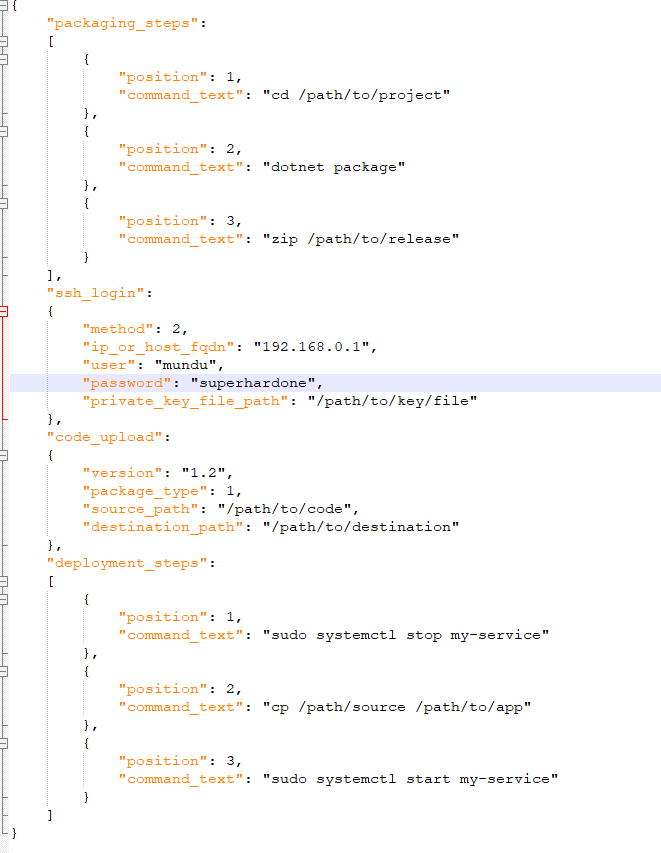 {
    "packaging_steps":
    [
        {
            "position": 1,
            "command_text": "cd /path/to/project"
        },
        {
            "position": 2,
            "command_text": "dotnet package"
        },
        {
            "position": 3,
            "command_text": "zip /path/to/release"
        }
    ],
    "ssh_login":
    {
        "method": 2,
        "ip_or_host_fqdn": "192.168.0.1",
        "user": "mundu",
        "password": "superhardone",
        "private_key_file_path": "/path/to/key/file"
    },
    "code_upload":
    {
        "version": "1.2",
        "package_type": 1,
        "source_path": "/path/to/code",
        "destination_path": "/path/to/destination"
    },
    "deployment_steps":
    [
        {
            "position": 1,
            "command_text": "sudo systemctl stop my-service"
        },
        {
            "position": 2,
            "command_text": "cp /path/source /path/to/app"
        },
        {
            "position": 3,
            "command_text": "sudo systemctl start my-service"
        }
    ]
}